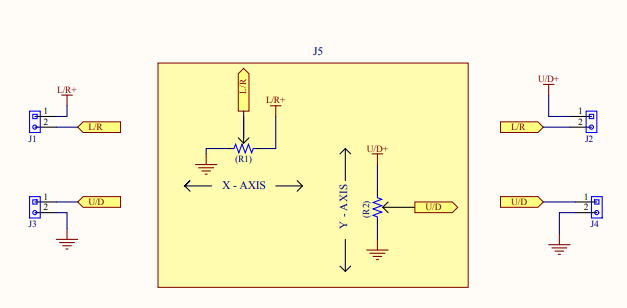 J5
L/R+
1
2
L/R
J1
L/R
L/R+
(R1)
X - AXIS
U/D+
1
2
L/R
J2
U/D+
Y - AXIS
(R2)
U/D
1
2
U/D
J3
U/D
1
2
J4